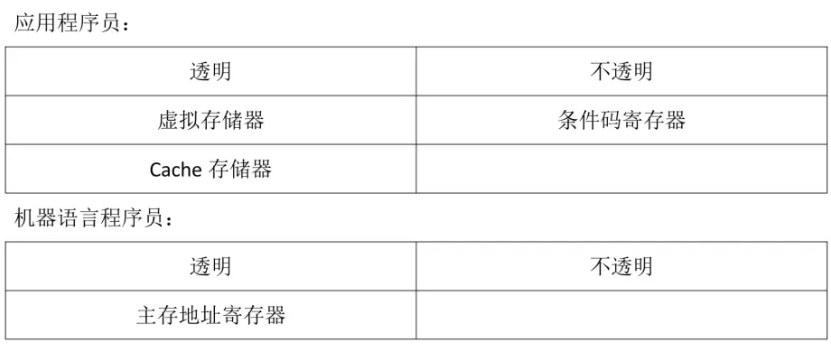 应用程序员：
透明 不透明
虚拟存储器 条件码寄存器
Cache 存储器
机器语言程序员：
透明 不透明
主存地址寄存器